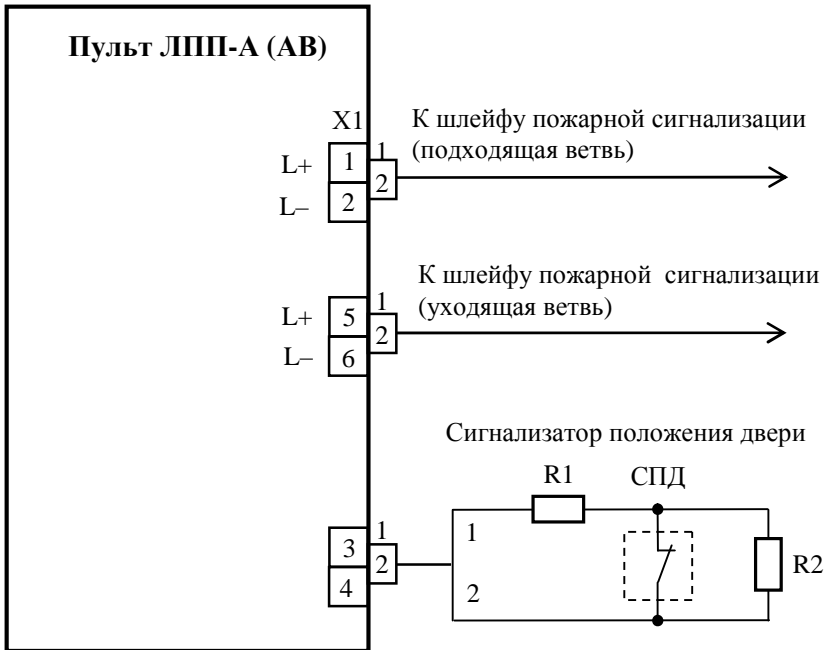 Пульт ЛПП-А (АВ)
X1
К шлейфу пожарной сигнализации
(подходящая ветвь)
L+ 1 1
2
L– 2
К шлейфу пожарной сигнализации
(уходящая ветвь)
L+ 5 1
2
L– 6
Сигнализатор положения двери
R1 СПД
3 1
2
4
1
2
R2